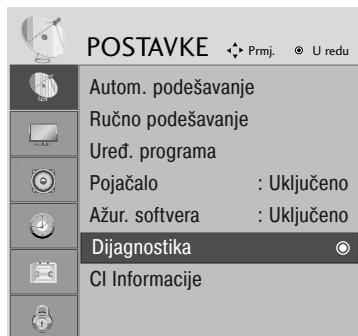 POSTAVKE Prmj. U redu
Autom. podešavanje
Ručno podešavanje
Uređ. programa
Pojačalo : Uključeno
Ažur. softvera : Uključeno
Dijagnostika
CI Informacije